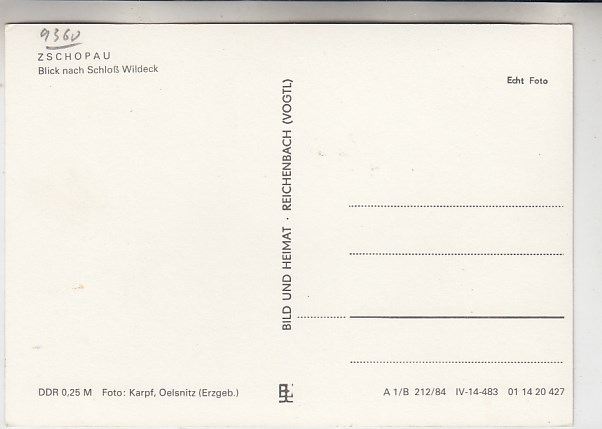 9360
ZSCHOPAU
Blick nach Schloß Wildeck
Echt Foto
BILD UND HEIMAT · REICHENBACH (VOGTL)
DDR 0,25 M Foto: Karpf, Oelsnitz (Erzgeb.)
A 1/B 212/84 IV-14-483 01 14 20 427